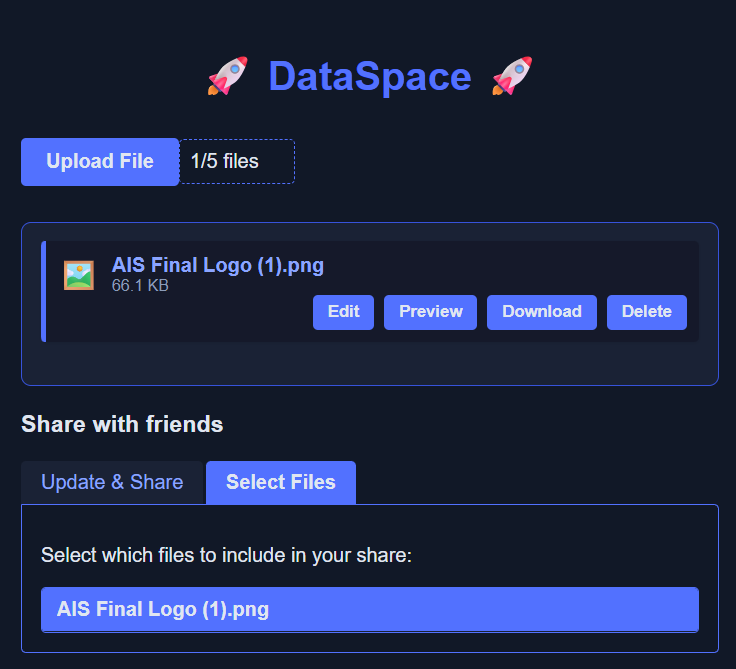 🚀 DataSpace 🚀
Upload File 1/5 files
AIS Final Logo (1).png
66.1 KB
Edit Preview Download Delete
Share with friends
Update & Share Select Files
Select which files to include in your share:
AIS Final Logo (1).png